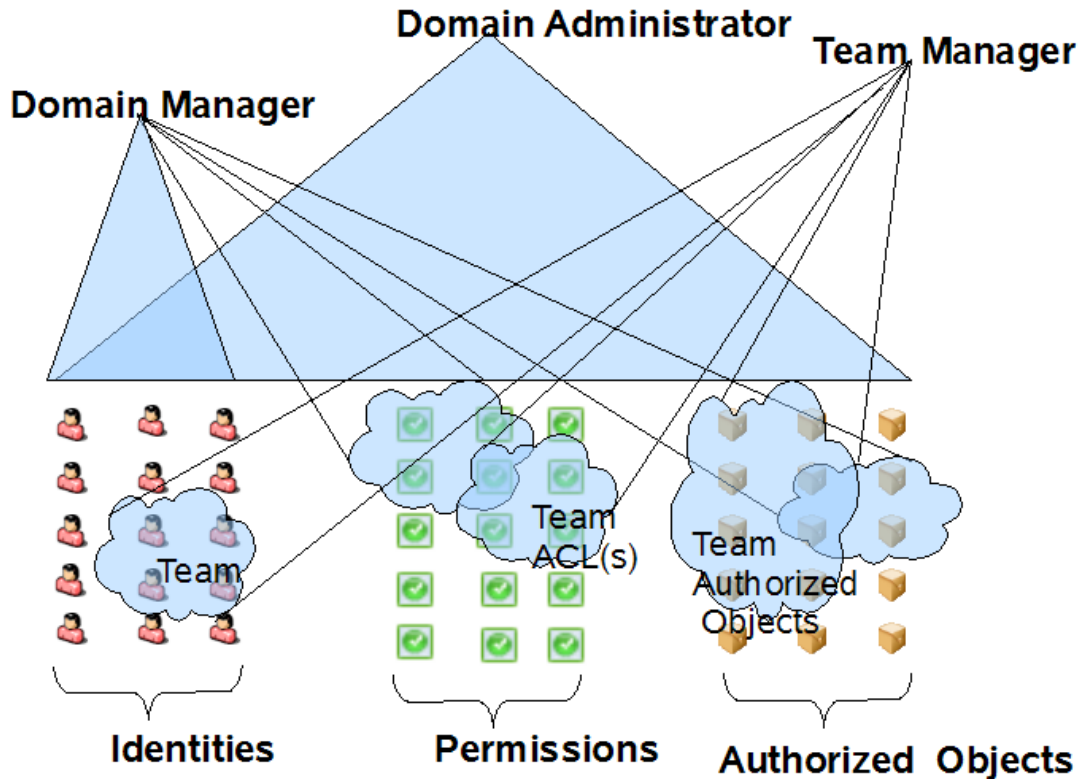 Domain Administrator
Team Manager
Domain Manager
Team
Team
ACL(s)
Team
Authorized
Objects
Identities
Permissions
Authorized Objects